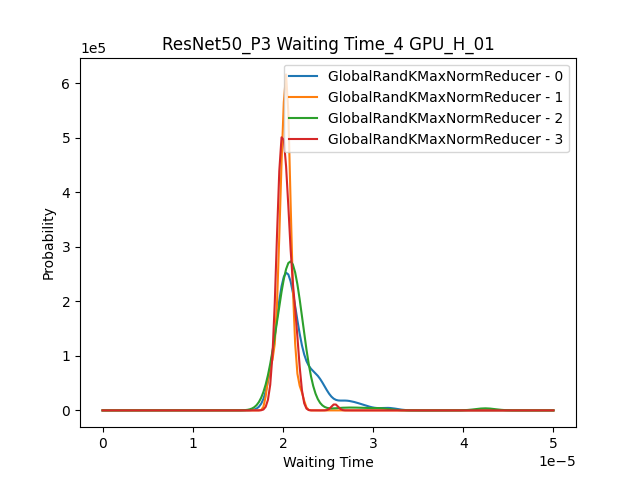 ResNet50_P3 Waiting Time_4 GPU_H_01
1e5
GlobalRandKMaxNormReducer - 0
GlobalRandKMaxNormReducer - 1
GlobalRandKMaxNormReducer - 2
GlobalRandKMaxNormReducer - 3
6
5
4
3
2
1
0
Probability
0 1 2 3 4 5
1e−5
Waiting Time